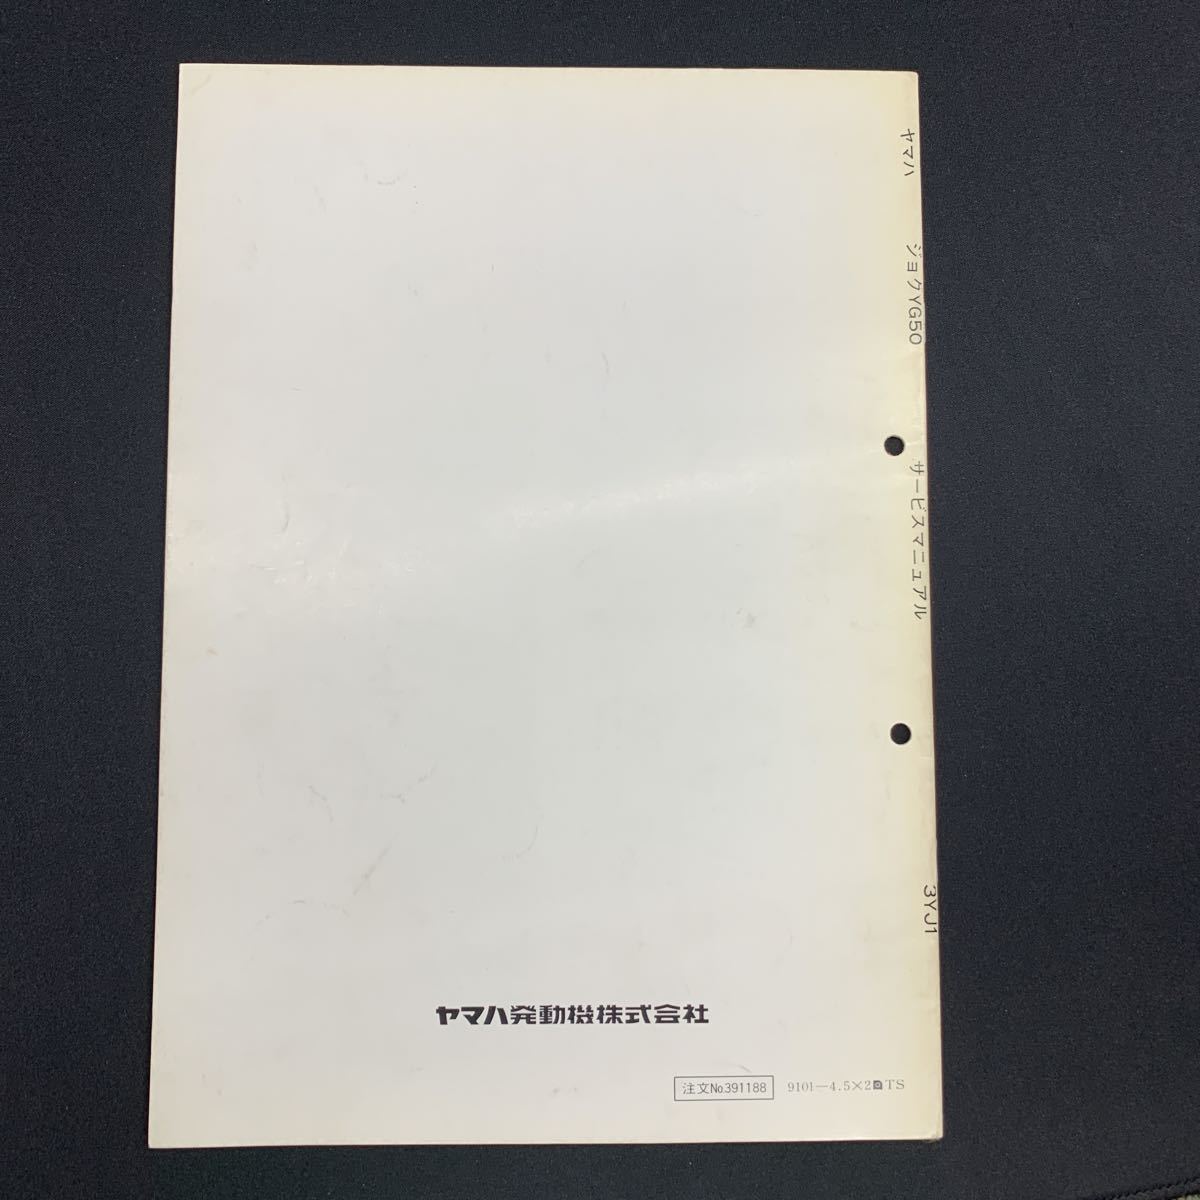 ヤマハ ジョグYG50 サービスマニュアル 3YJ1
ヤマハ発動機株式会社
注文No.391188 9101—4.5×2 TS